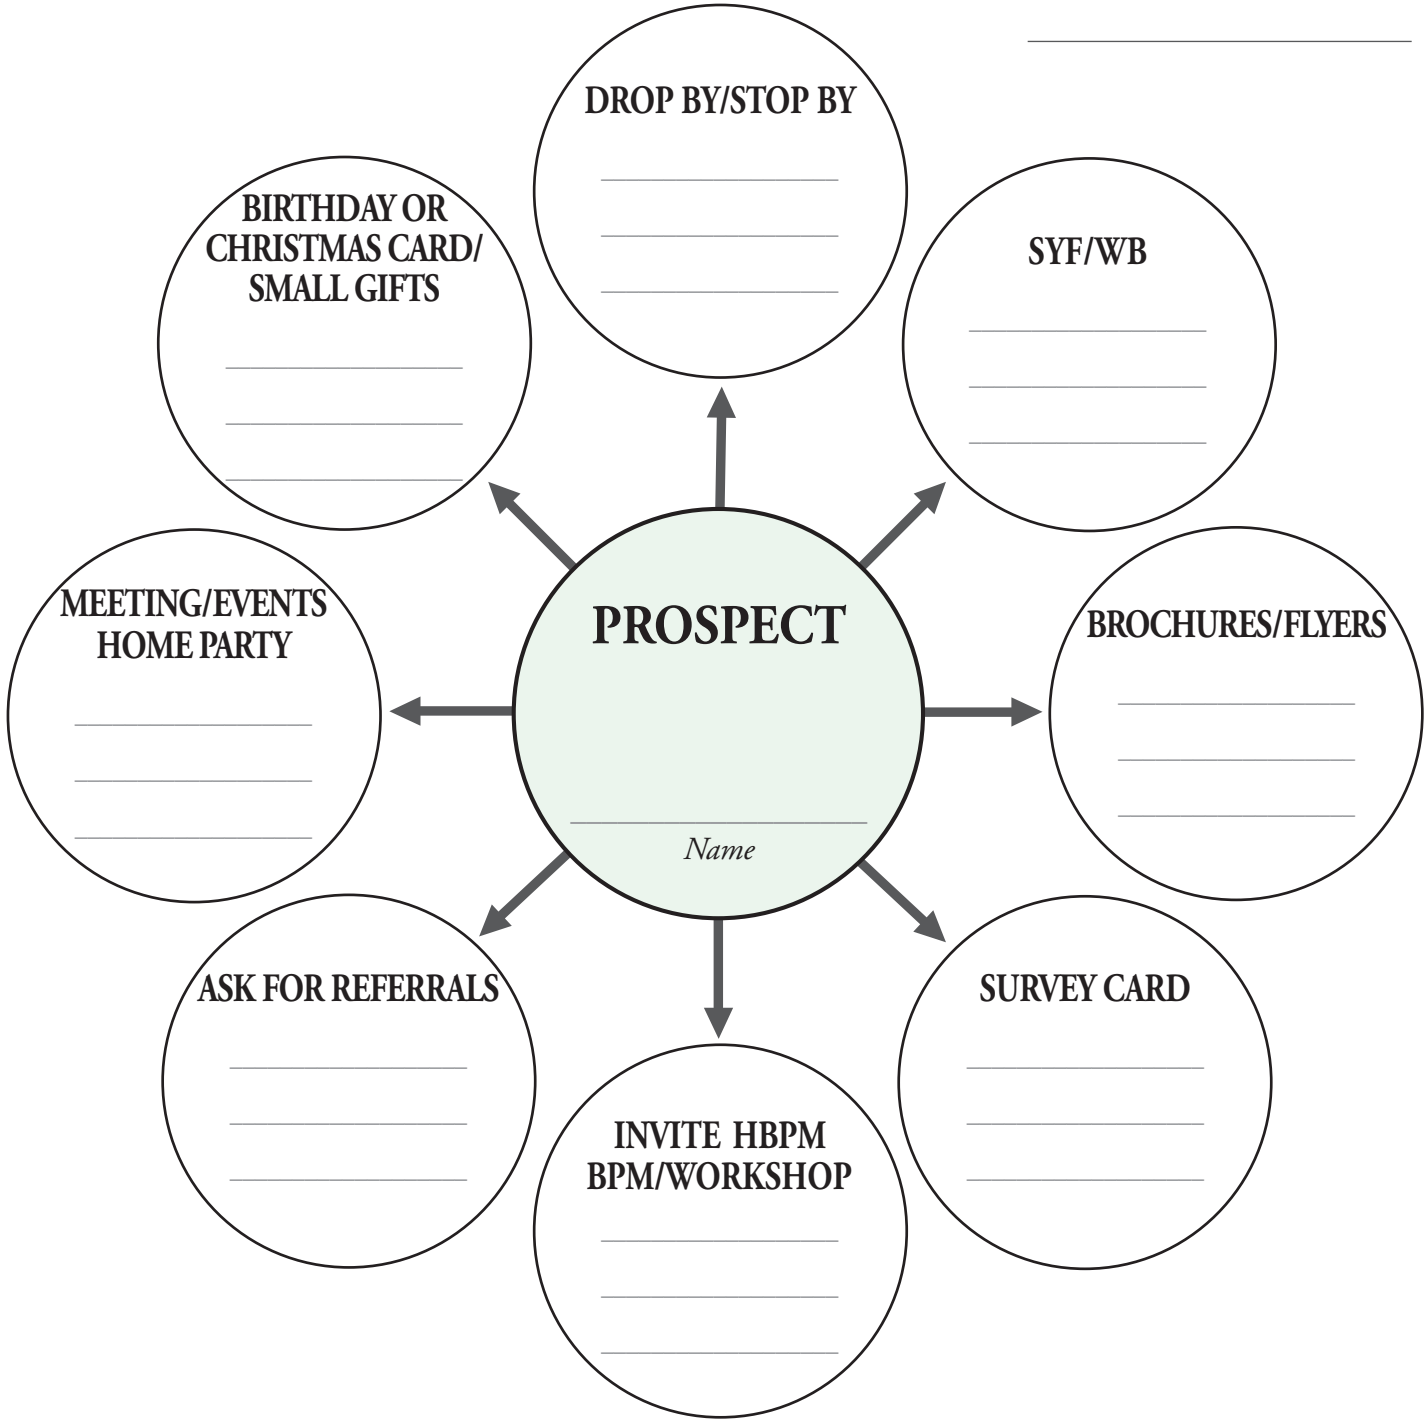 DROP BY/STOP BY
BIRTHDAY OR
CHRISTMAS CARD/
SMALL GIFTS
SYF/WB
MEETING/EVENTS
HOME PARTY
PROSPECT
Name
BROCHURES/FLYERS
ASK FOR REFERRALS
SURVEY CARD
INVITE HBPM
BPM/WORKSHOP